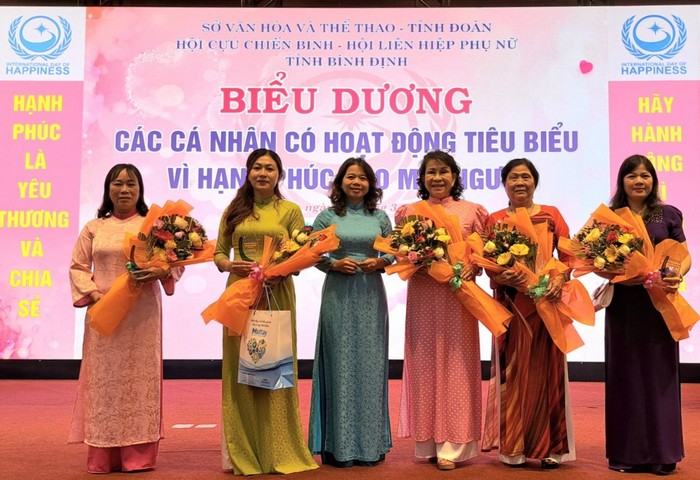 SỞ VĂN HÓA VÀ THỂ THAO - TỈNH ĐOÀN
HỘI CỰU CHIẾN BINH - HỘI LIÊN HIỆP PHỤ NỮ
TỈNH BÌNH ĐỊNH
BIỂU DƯƠNG
CÁC CÁ NHÂN CÓ HOẠT ĐỘNG TIÊU BIỂU
VÌ HẠN PHÚC O M NGƯ
INTERNATIONAL DAY OF
HAPPINESS
HẠNH
PHÚC
LÀ
YÊU
THƯƠNG
VÀ
CHIA
SẺ
INTERNATIONAL DAY OF
HAPPINESS
HÃY
HÀNH